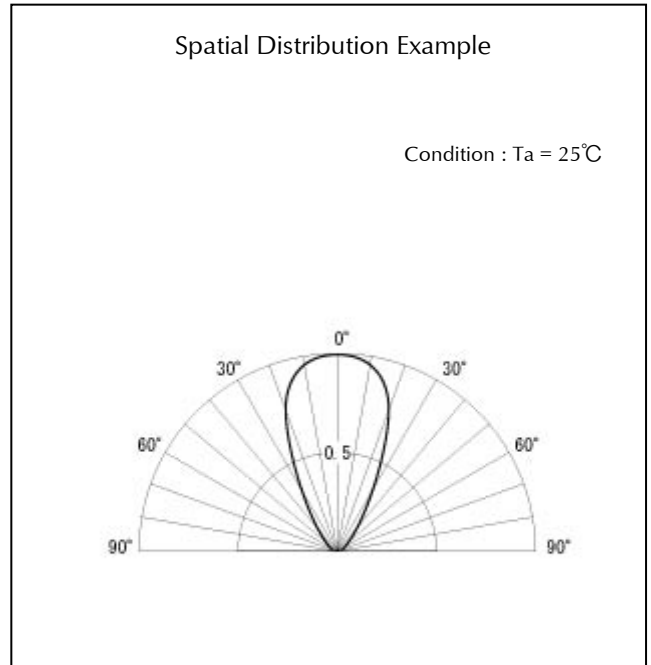 Spatial Distribution Example
Condition : Ta = 25℃
0°
30° 30°
60° 60°
0. 5
90° 90°